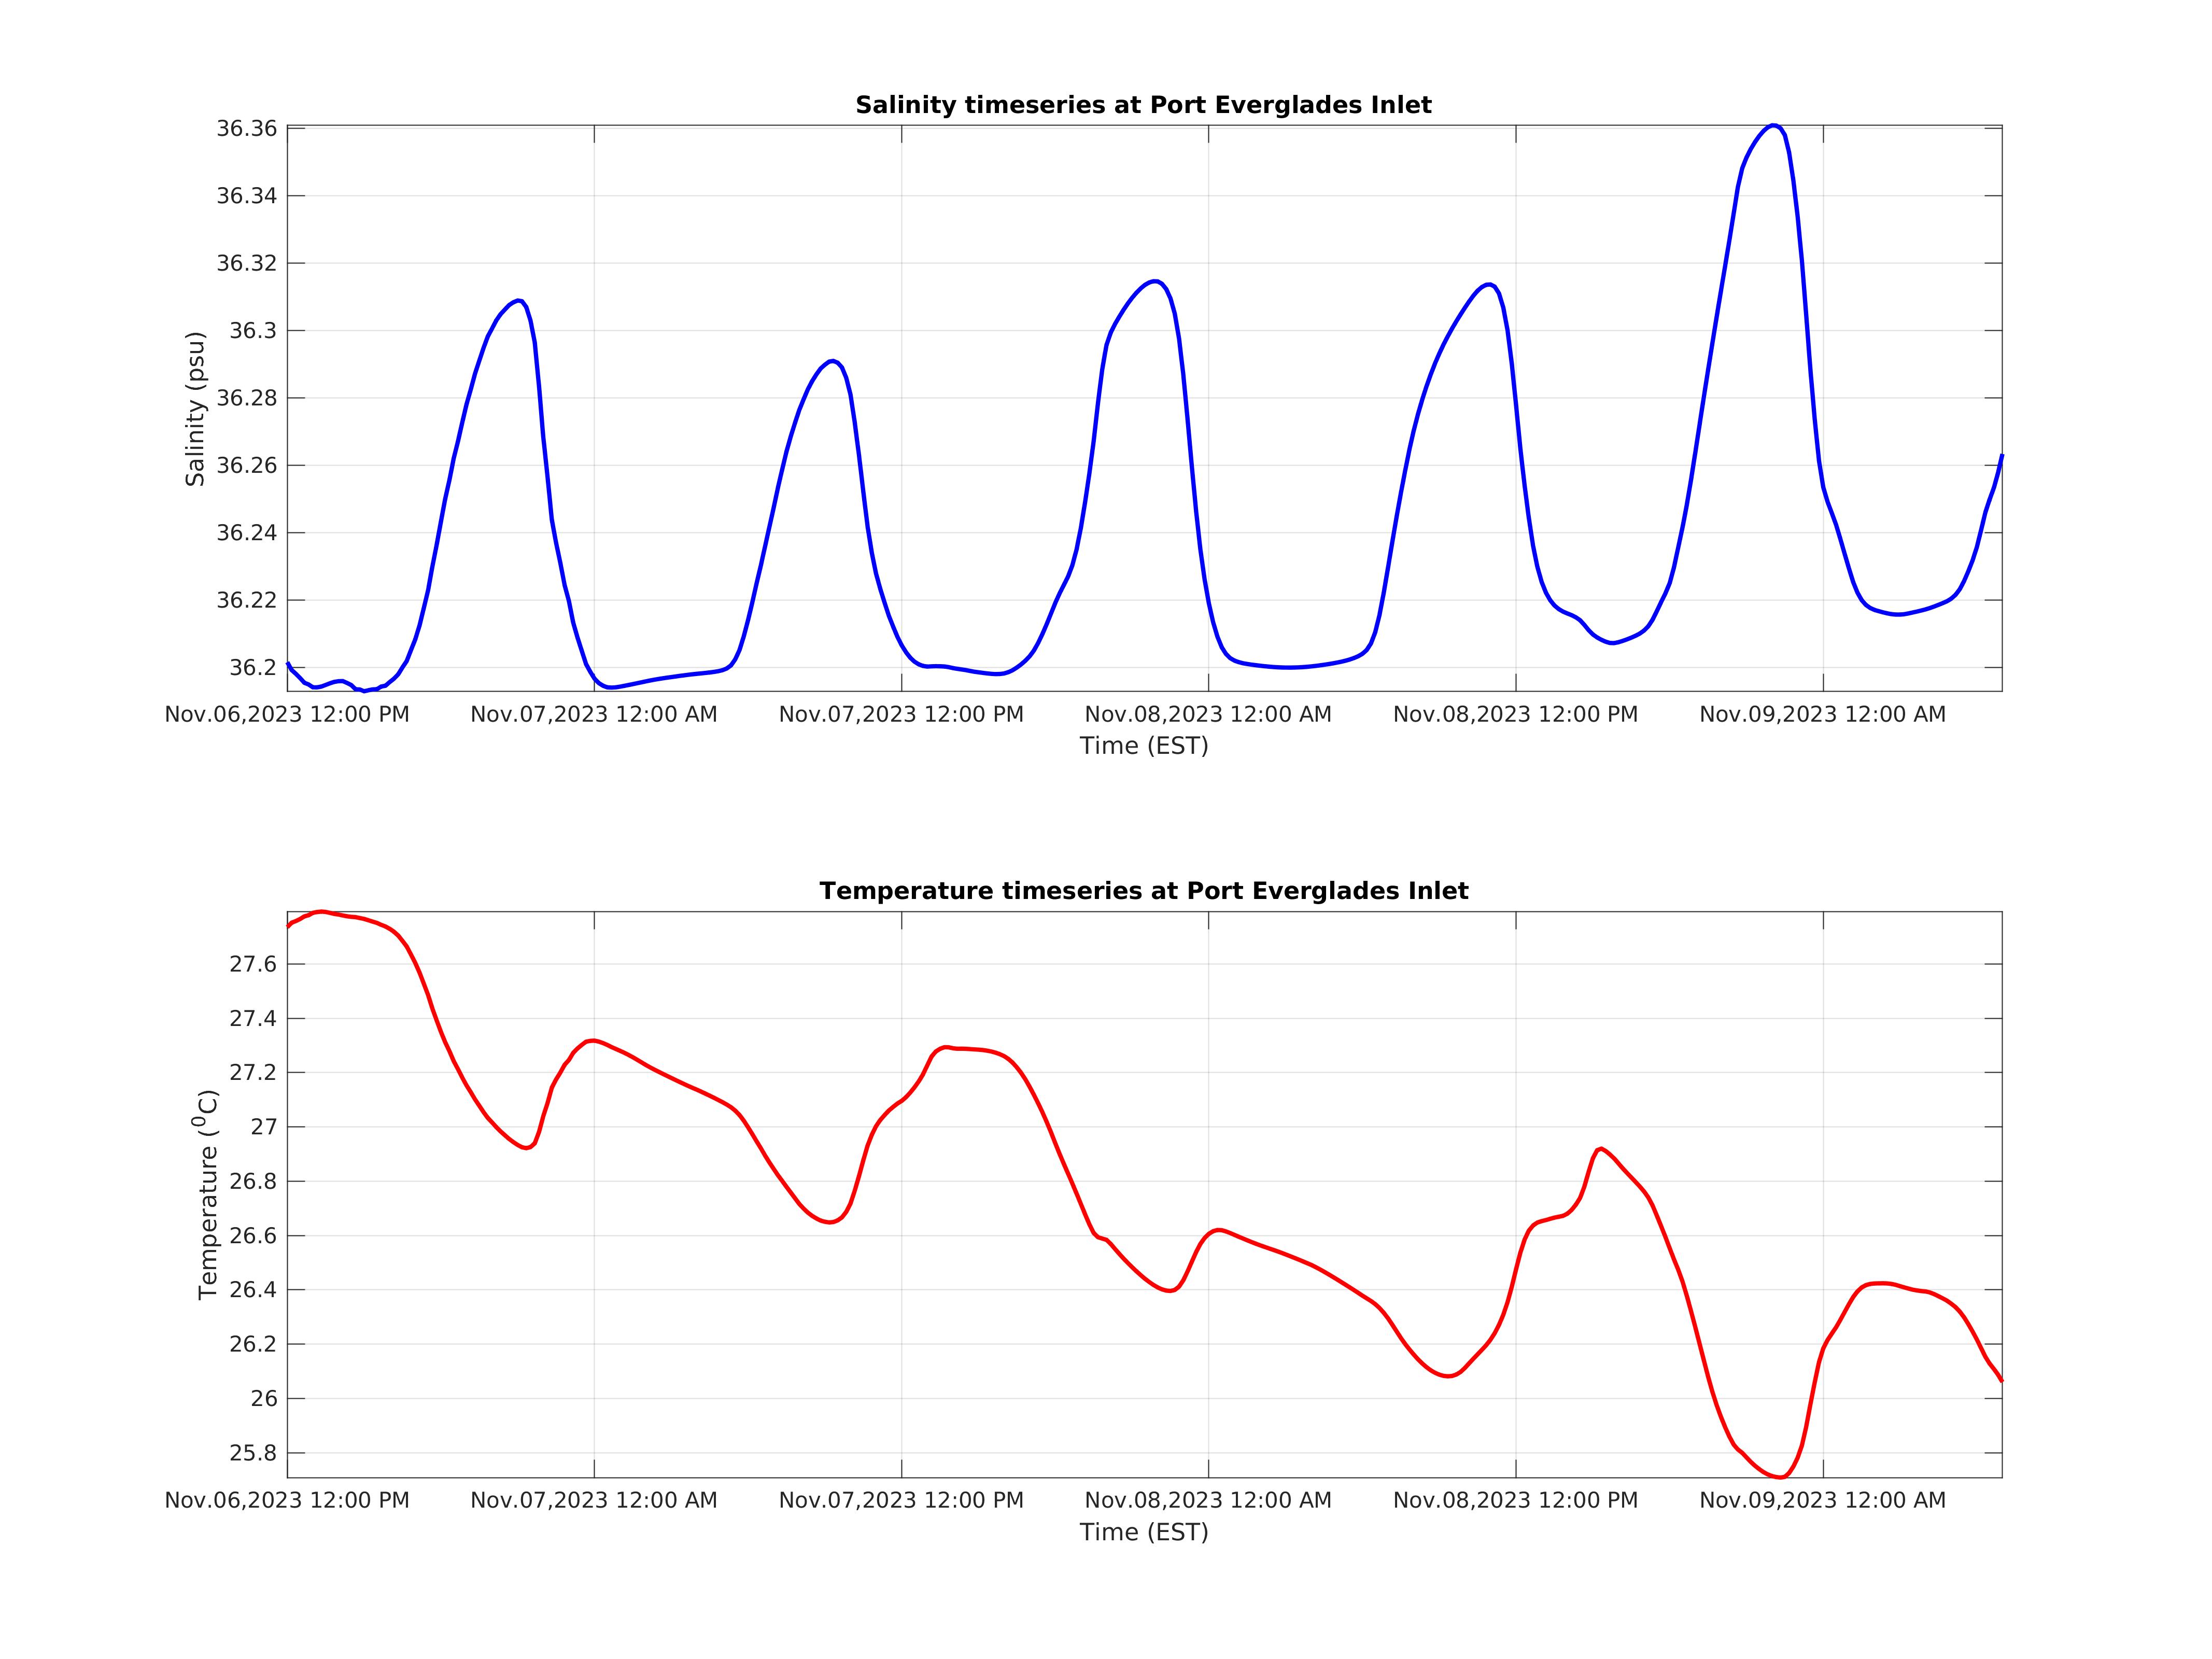 Salinity timeseries at Port Everglades Inlet
Salinity (psu)
36.36
36.34
36.32
36.3
36.28
36.26
36.24
36.22
36.2
Nov.06,2023 12:00 PM Nov.07,2023 12:00 AM Nov.07,2023 12:00 PM Nov.08,2023 12:00 AM Nov.08,2023 12:00 PM Nov.09,2023 12:00 AM
Time (EST)
Temperature timeseries at Port Everglades Inlet
Temperature (⁰C)
27.6
27.4
27.2
27
26.8
26.6
26.4
26.2
26
25.8
Nov.06,2023 12:00 PM Nov.07,2023 12:00 AM Nov.07,2023 12:00 PM Nov.08,2023 12:00 AM Nov.08,2023 12:00 PM Nov.09,2023 12:00 AM
Time (EST)